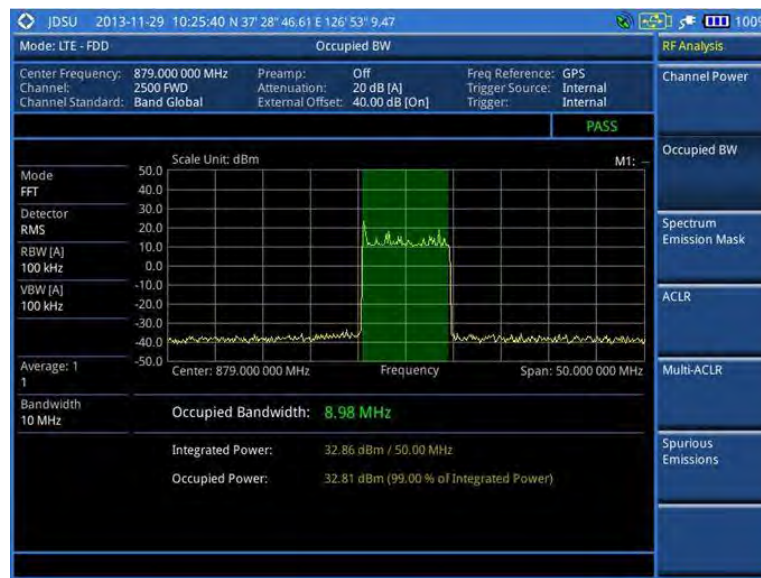 JDSU 2013-11-29 10:25:40 N 37' 28" 46.61 E 126' 53" 9.47 100%
Mode: LTE - FDD Occupied BW RF Analysis
Center Frequency: 879.000 000 MHz Preamp: Off Freq Reference: GPS
Channel: 2500 FWD Attenuation: 20 dB [A] Trigger Source: Internal
Channel Standard: Band Global External Offset: 40.00 dB [On] Trigger: Internal
Channel Power
PASS
Occupied BW
Scale Unit: dBm M1: --
Mode
FFT
Detector
RMS
RBW [A]
100 kHz
VBW [A]
100 kHz
Average: 1
1
Bandwidth
10 MHz
50.0
40.0
30.0
20.0
10.0
0.0
-10.0
-20.0
-30.0
-40.0
-50.0
Center: 879.000 000 MHz Frequency Span: 50.000 000 MHz
Spectrum
Emission Mask
ACLR
Multi-ACLR
Spurious
Emissions
Occupied Bandwidth: 8.98 MHz
Integrated Power: 32.86 dBm / 50.00 MHz
Occupied Power: 32.81 dBm (99.00 % of Integrated Power)